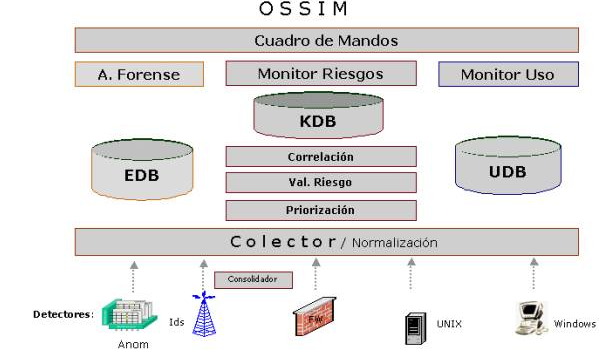 OSSIM
Cuadro de Mandos
A. Forense
Monitor Riesgos
Monitor Uso
KDB
EDB
UDB
Correlación
Val. Riesgo
Priorización
Colector / Normalización
Consolidador
Detectores:
Anom
Ids
FW
UNIX
Windows